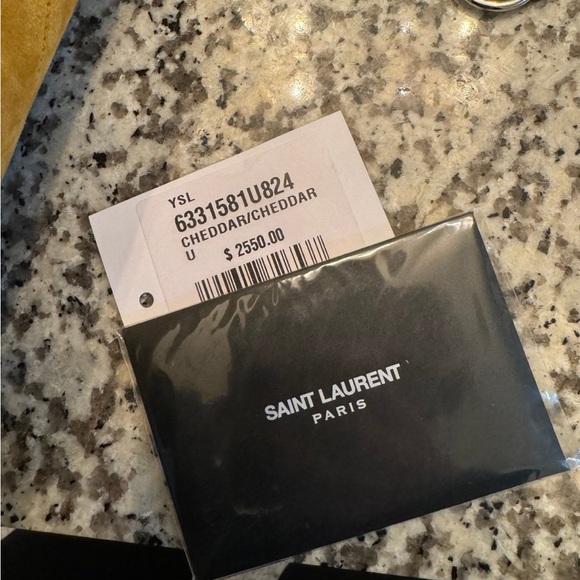 YSL
6331581U824
CHEDDAR/CHEDDAR
U $ 2550.00
SAINT LAURENT
PARIS